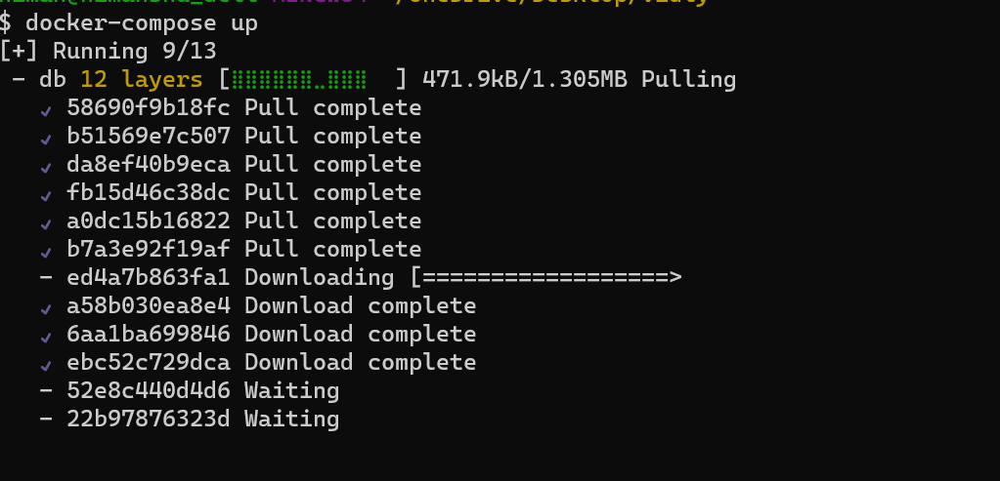 $ docker-compose up
[+] Running 9/13
- db 12 layers [⣿⣿⣿⣿⣿⣿⣀⣿⣿⣿  ] 471.9kB/1.305MB Pulling
✓ 58690f9b18fc Pull complete
✓ b51569e7c507 Pull complete
✓ da8ef40b9eca Pull complete
✓ fb15d46c38dc Pull complete
✓ a0dc15b16822 Pull complete
✓ b7a3e92f19af Pull complete
- ed4a7b863fa1 Downloading [==================>
✓ a58b030ea8e4 Download complete
✓ 6aa1ba699846 Download complete
✓ ebc52c729dca Download complete
- 52e8c440d4d6 Waiting
- 22b97876323d Waiting